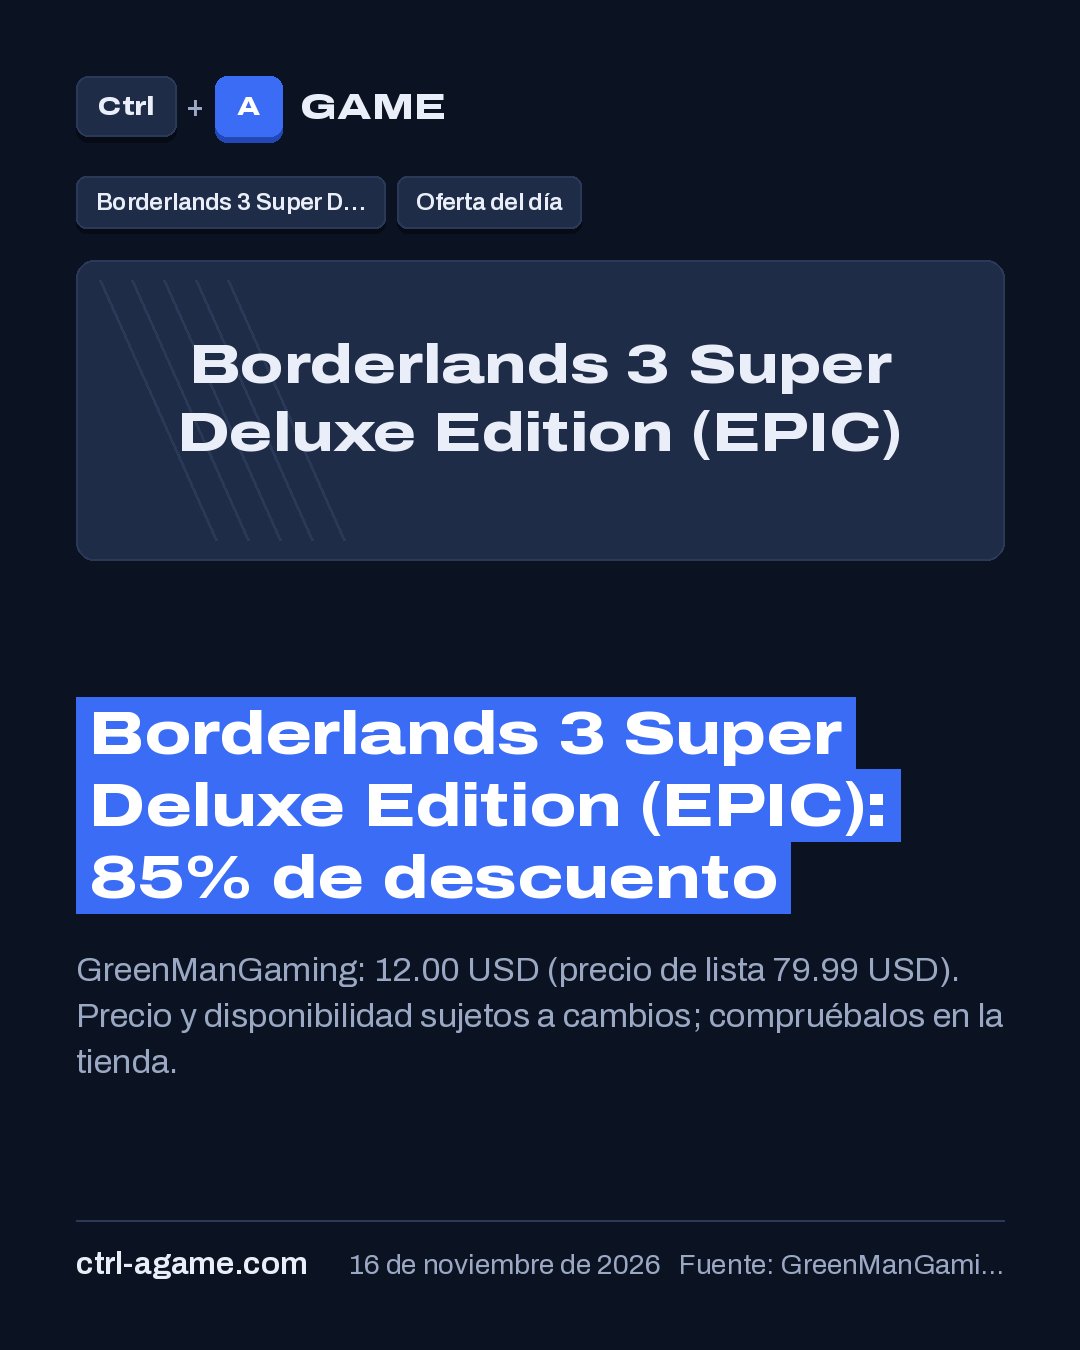 Ctrl + A GAME
Borderlands 3 Super D... Oferta del día
Borderlands 3 Super
Deluxe Edition (EPIC)
Borderlands 3 Super
Deluxe Edition (EPIC):
85% de descuento
GreenManGaming: 12.00 USD (precio de lista 79.99 USD).
Precio y disponibilidad sujetos a cambios; compruébalos en la
tienda.
ctrl-agame.com 16 de noviembre de 2026 Fuente: GreenManGami...